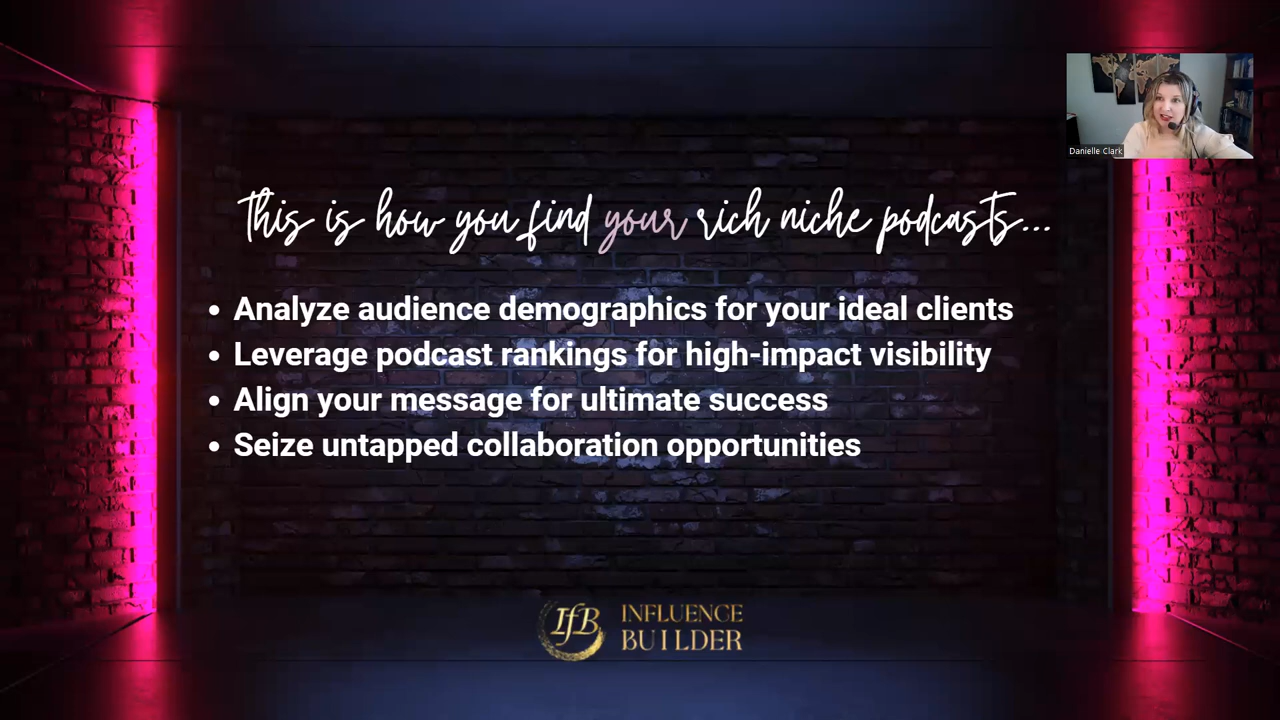 Danielle Clark
this is how you find your rich niche podcasts...
• Analyze audience demographics for your ideal clients
• Leverage podcast rankings for high-impact visibility
• Align your message for ultimate success
• Seize untapped collaboration opportunities
IfB
INFLUENCE
BUILDER